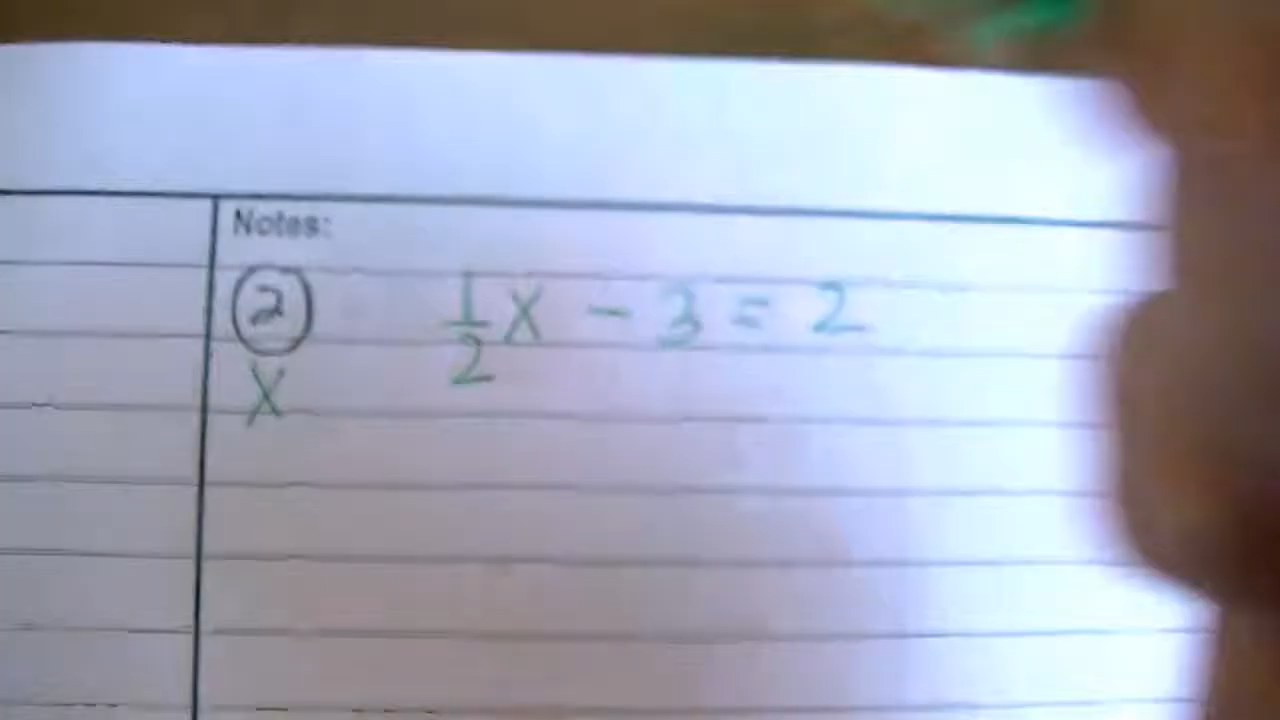 Notes:
② 1/2 x - 3 = 2
x